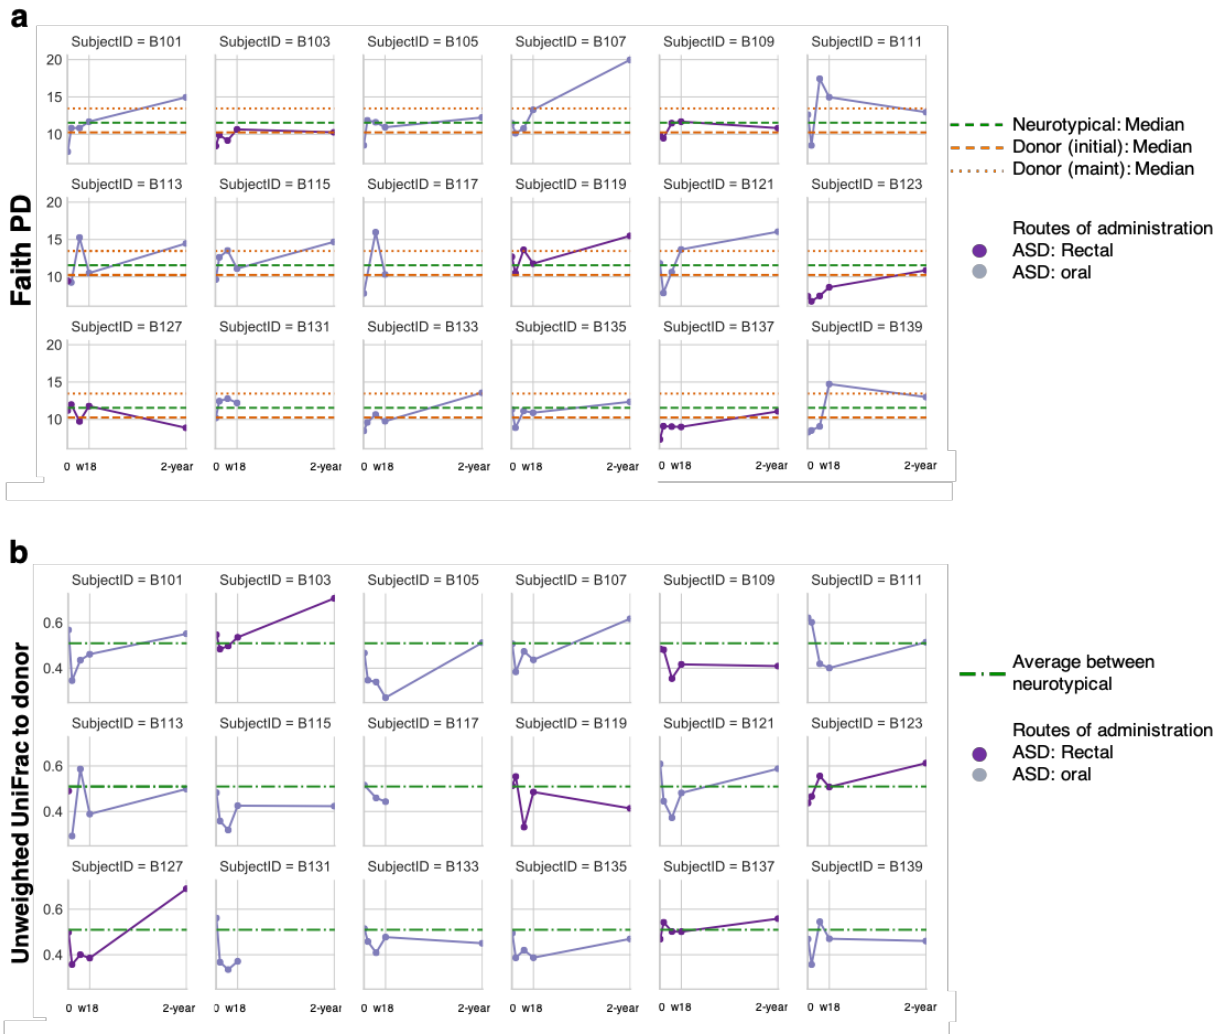 a
SubjectID = B101 SubjectID = B103 SubjectID = B105 SubjectID = B107 SubjectID = B109 SubjectID = B111
20
15
10
Neurotypical: Median
Donor (initial): Median
Donor (maint): Median
Faith PD
SubjectID = B113 SubjectID = B115 SubjectID = B117 SubjectID = B119 SubjectID = B121 SubjectID = B123
20
15
10
Routes of administration
ASD: Rectal
ASD: oral
SubjectID = B127 SubjectID = B131 SubjectID = B133 SubjectID = B135 SubjectID = B137 SubjectID = B139
20
15
10
0 w18 2-year 0 w18 2-year 0 w18 2-year 0 w18 2-year 0 w18 2-year 0 w18 2-year
b
SubjectID = B101 SubjectID = B103 SubjectID = B105 SubjectID = B107 SubjectID = B109 SubjectID = B111
0.6
0.4
Average between
neurotypical
Unweighted UniFrac to donor
SubjectID = B113 SubjectID = B115 SubjectID = B117 SubjectID = B119 SubjectID = B121 SubjectID = B123
0.6
0.4
Routes of administration
ASD: Rectal
ASD: oral
SubjectID = B127 SubjectID = B131 SubjectID = B133 SubjectID = B135 SubjectID = B137 SubjectID = B139
0.6
0.4
0 w18 2-year 0 w18 2-year 0 w18 2-year 0 w18 2-year 0 w18 2-year 0 w18 2-year